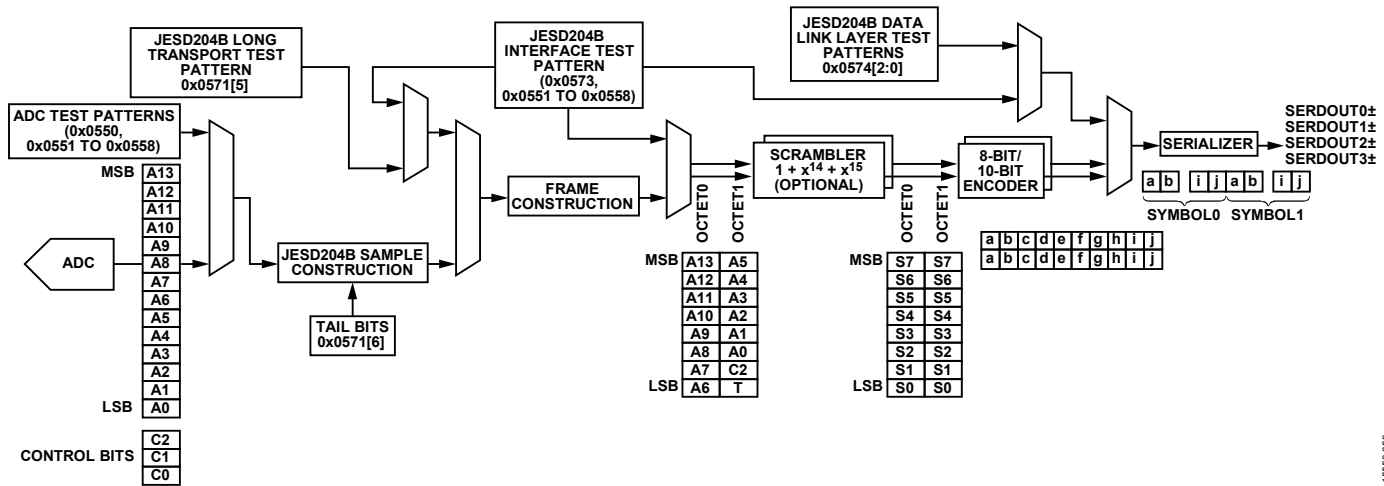 JESD204B LONG
TRANSPORT TEST
PATTERN
0x0571[5]
JESD204B
INTERFACE TEST
PATTERN
(0x0573,
0x0551 TO 0x0558)
JESD204B DATA
LINK LAYER TEST
PATTERNS
0x0574[2:0]
ADC TEST PATTERNS
(0x0550,
0x0551 TO 0x0558)
MSB A13
A12
A11
A10
A9
A8
A7
A6
A5
A4
A3
A2
A1
LSB A0
CONTROL BITS
C2
C1
C0
ADC
JESD204B SAMPLE
CONSTRUCTION
TAIL BITS
0x0571[6]
FRAME
CONSTRUCTION
OCTET0
OCTET1
MSB A13 A5
A12 A4
A11 A3
A10 A2
A9 A1
A8 A0
A7 C2
LSB A6 T
SCRAMBLER
1 + x14 + x15
(OPTIONAL)
OCTET0
OCTET1
MSB S7 S7
S6 S6
S5 S5
S4 S4
S3 S3
S2 S2
S1 S1
LSB S0 S0
8-BIT/
10-BIT
ENCODER
a b c d e f g h i j
a b c d e f g h i j
SERIALIZER
a b i j a b i j
SYMBOL0 SYMBOL1
SERDOUT0±
SERDOUT1±
SERDOUT2±
SERDOUT3±